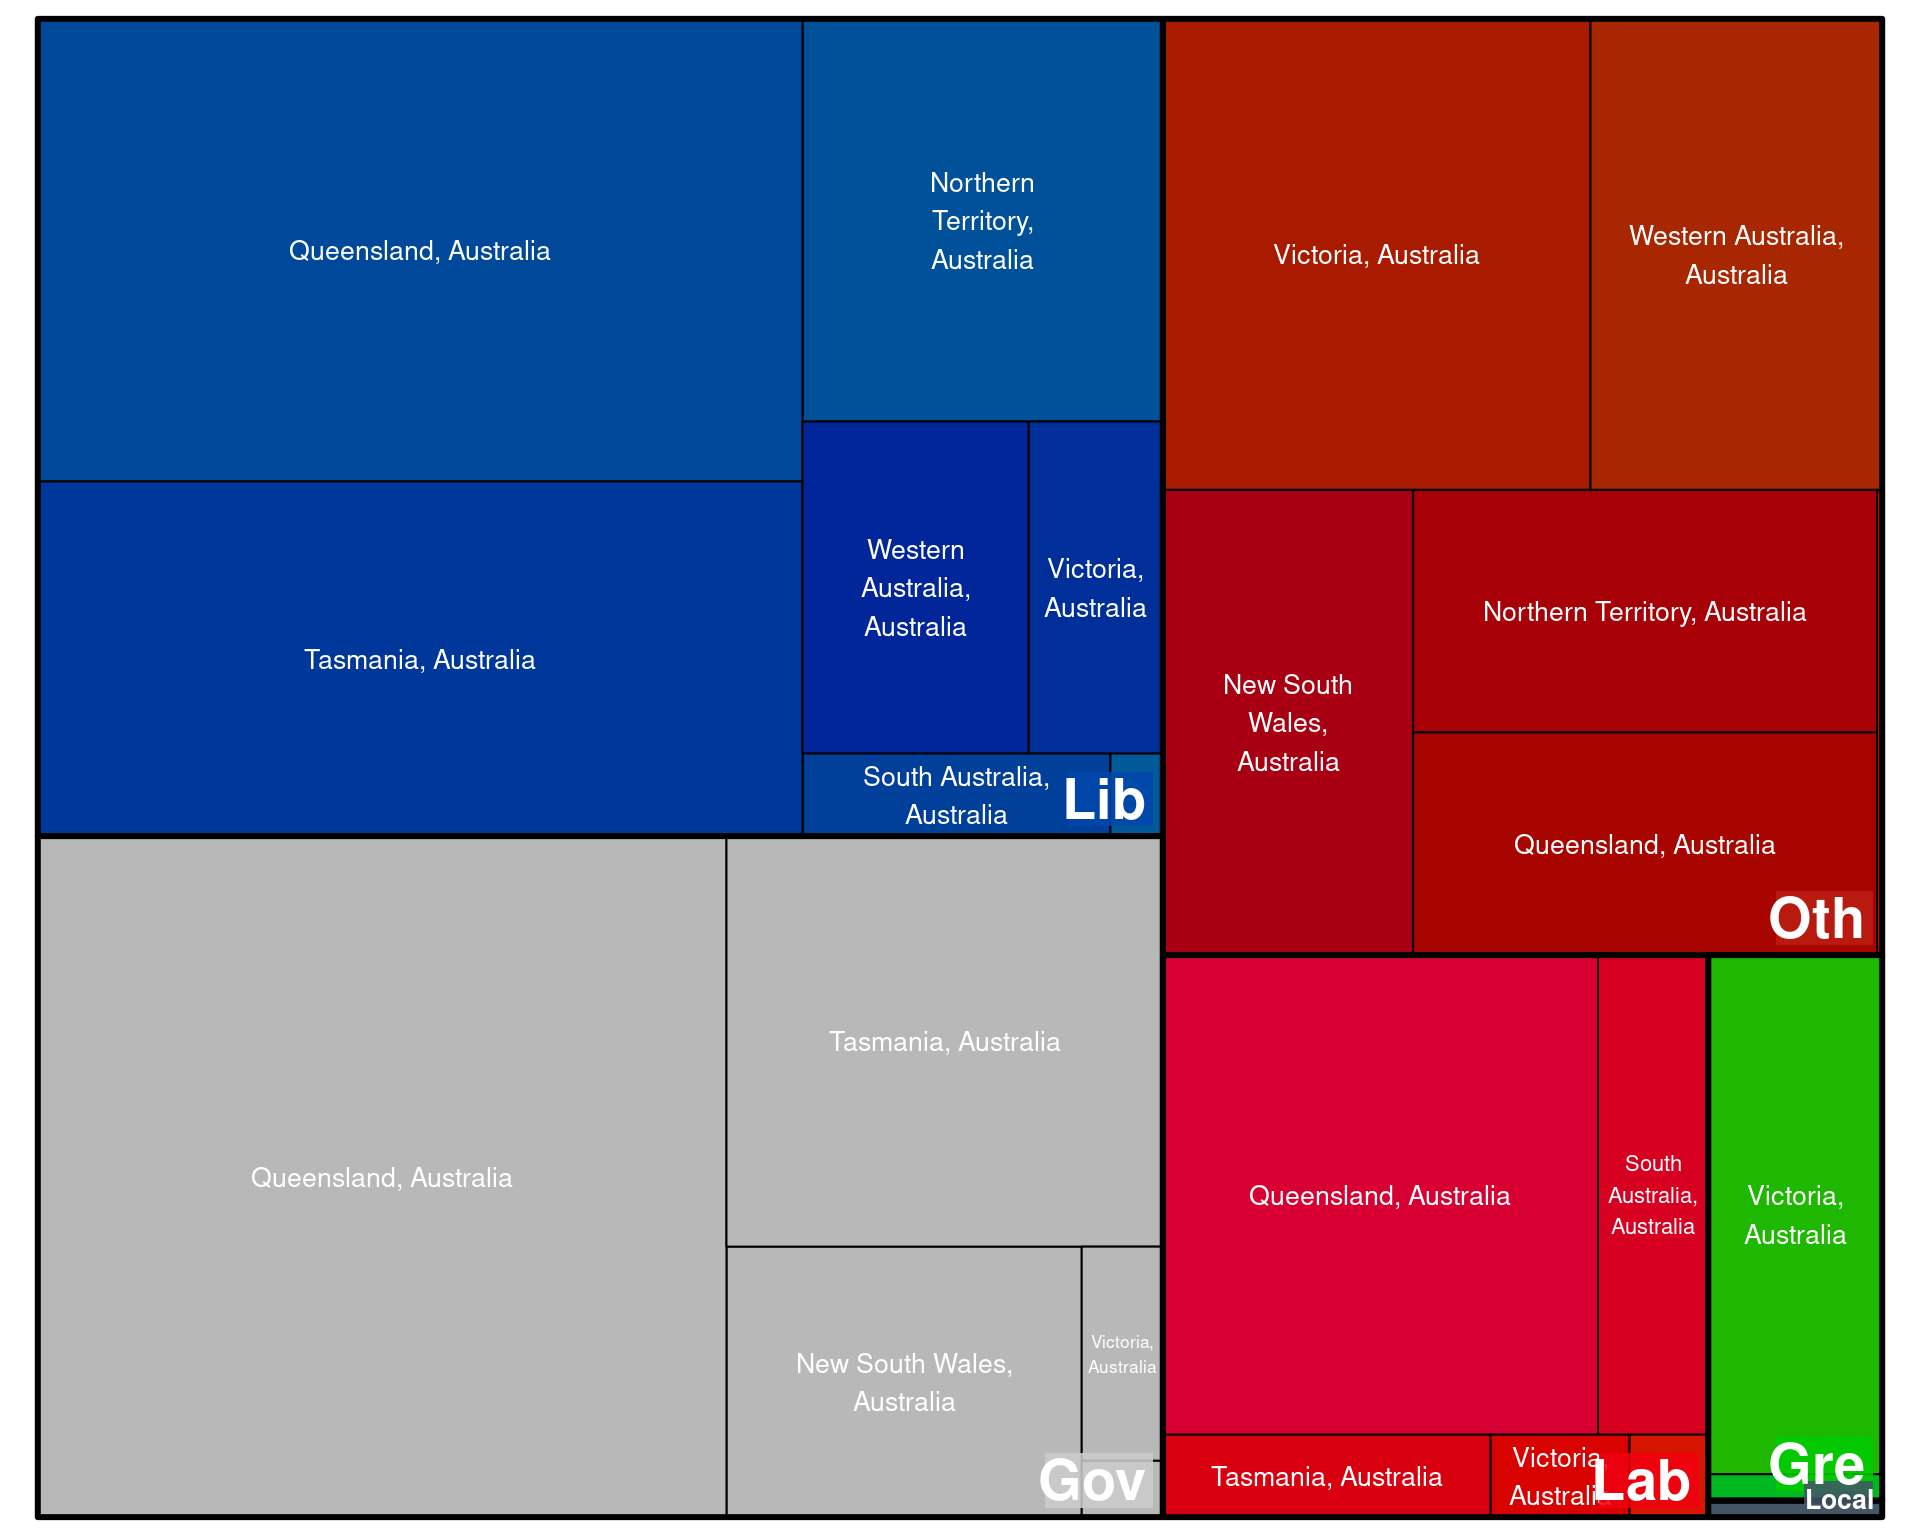 Queensland, Australia
Northern
Territory,
Australia
Tasmania, Australia
Western
Australia,
Australia
Victoria,
Australia
South Australia,
Australia
Lib
Victoria, Australia
Western Australia,
Australia
New South
Wales,
Australia
Northern Territory, Australia
Queensland, Australia
Oth
Queensland, Australia
Tasmania, Australia
New South Wales,
Australia
Victoria,
Australia
Gov
Queensland, Australia
South
Australia,
Australia
Tasmania, Australia
Victoria,
Australia
Lab
Victoria,
Australia
Gre
Local